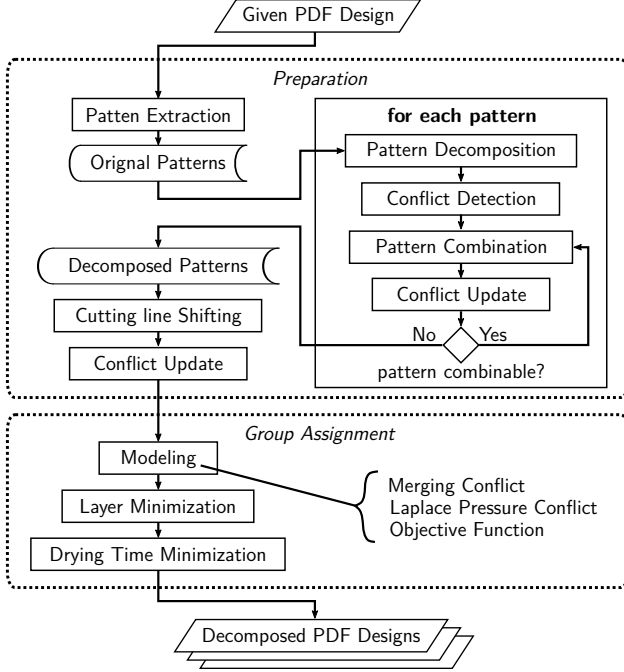 Given PDF Design
Preparation
Patten Extraction
Orignal Patterns
for each pattern
Pattern Decomposition
Conflict Detection
Pattern Combination
Conflict Update
No
Yes
pattern combinable?
Decomposed Patterns
Cutting line Shifting
Conflict Update
Group Assignment
Modeling
Merging Conflict
Laplace Pressure Conflict
Objective Function
Layer Minimization
Drying Time Minimization
Decomposed PDF Designs